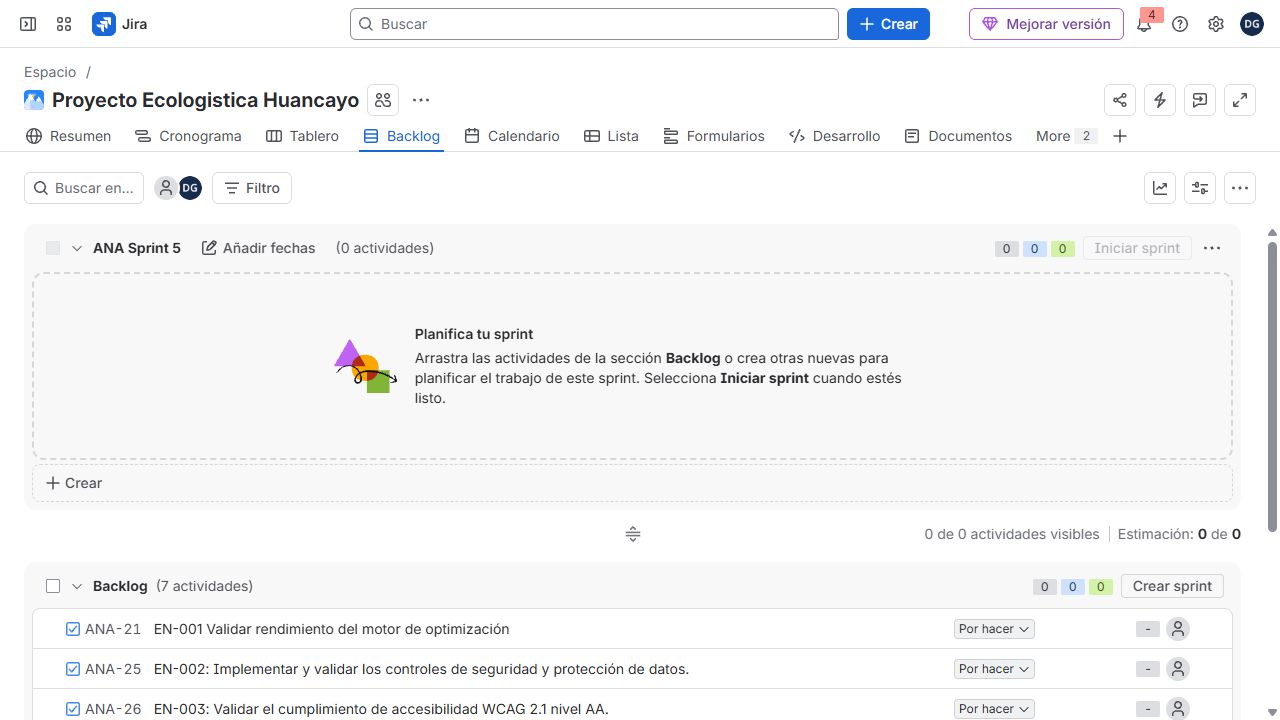 Jira
Buscar
Crear
Mejorar versión
4
DG
Espacio /
Proyecto Ecologistica Huancayo
Resumen
Cronograma
Tablero
Backlog
Calendario
Lista
Formularios
Desarrollo
Documentos
More 2
Buscar en...
DG
Filtro
ANA Sprint 5
Añadir fechas
(0 actividades)
0 0 0
Iniciar sprint
Planifica tu sprint
Arrastra las actividades de la sección Backlog o crea otras nuevas para
planificar el trabajo de este sprint. Selecciona Iniciar sprint cuando estés
listo.
Crear
0 de 0 actividades visibles
Estimación: 0 de 0
Backlog (7 actividades)
0 0 0
Crear sprint
ANA-21 EN-001 Validar rendimiento del motor de optimización Por hacer -
ANA-25 EN-002: Implementar y validar los controles de seguridad y protección de datos. Por hacer -
ANA-26 EN-003: Validar el cumplimiento de accesibilidad WCAG 2.1 nivel AA. Por hacer -